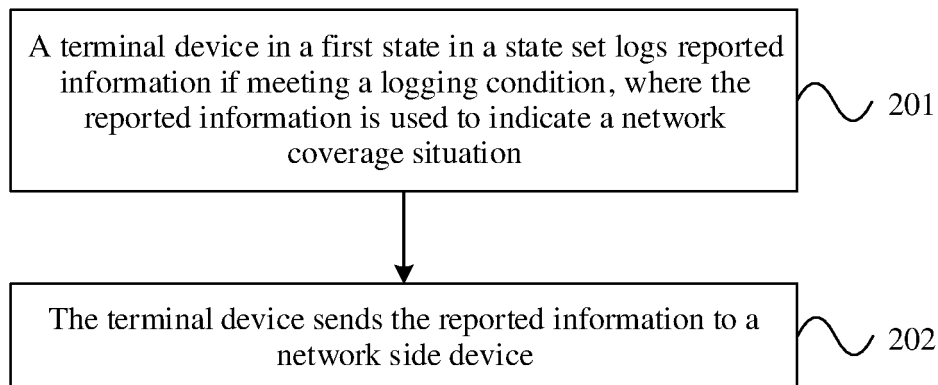 A terminal device in a first state in a state set logs reported
information if meeting a logging condition, where the
reported information is used to indicate a network
coverage situation
201
The terminal device sends the reported information to a
network side device
202